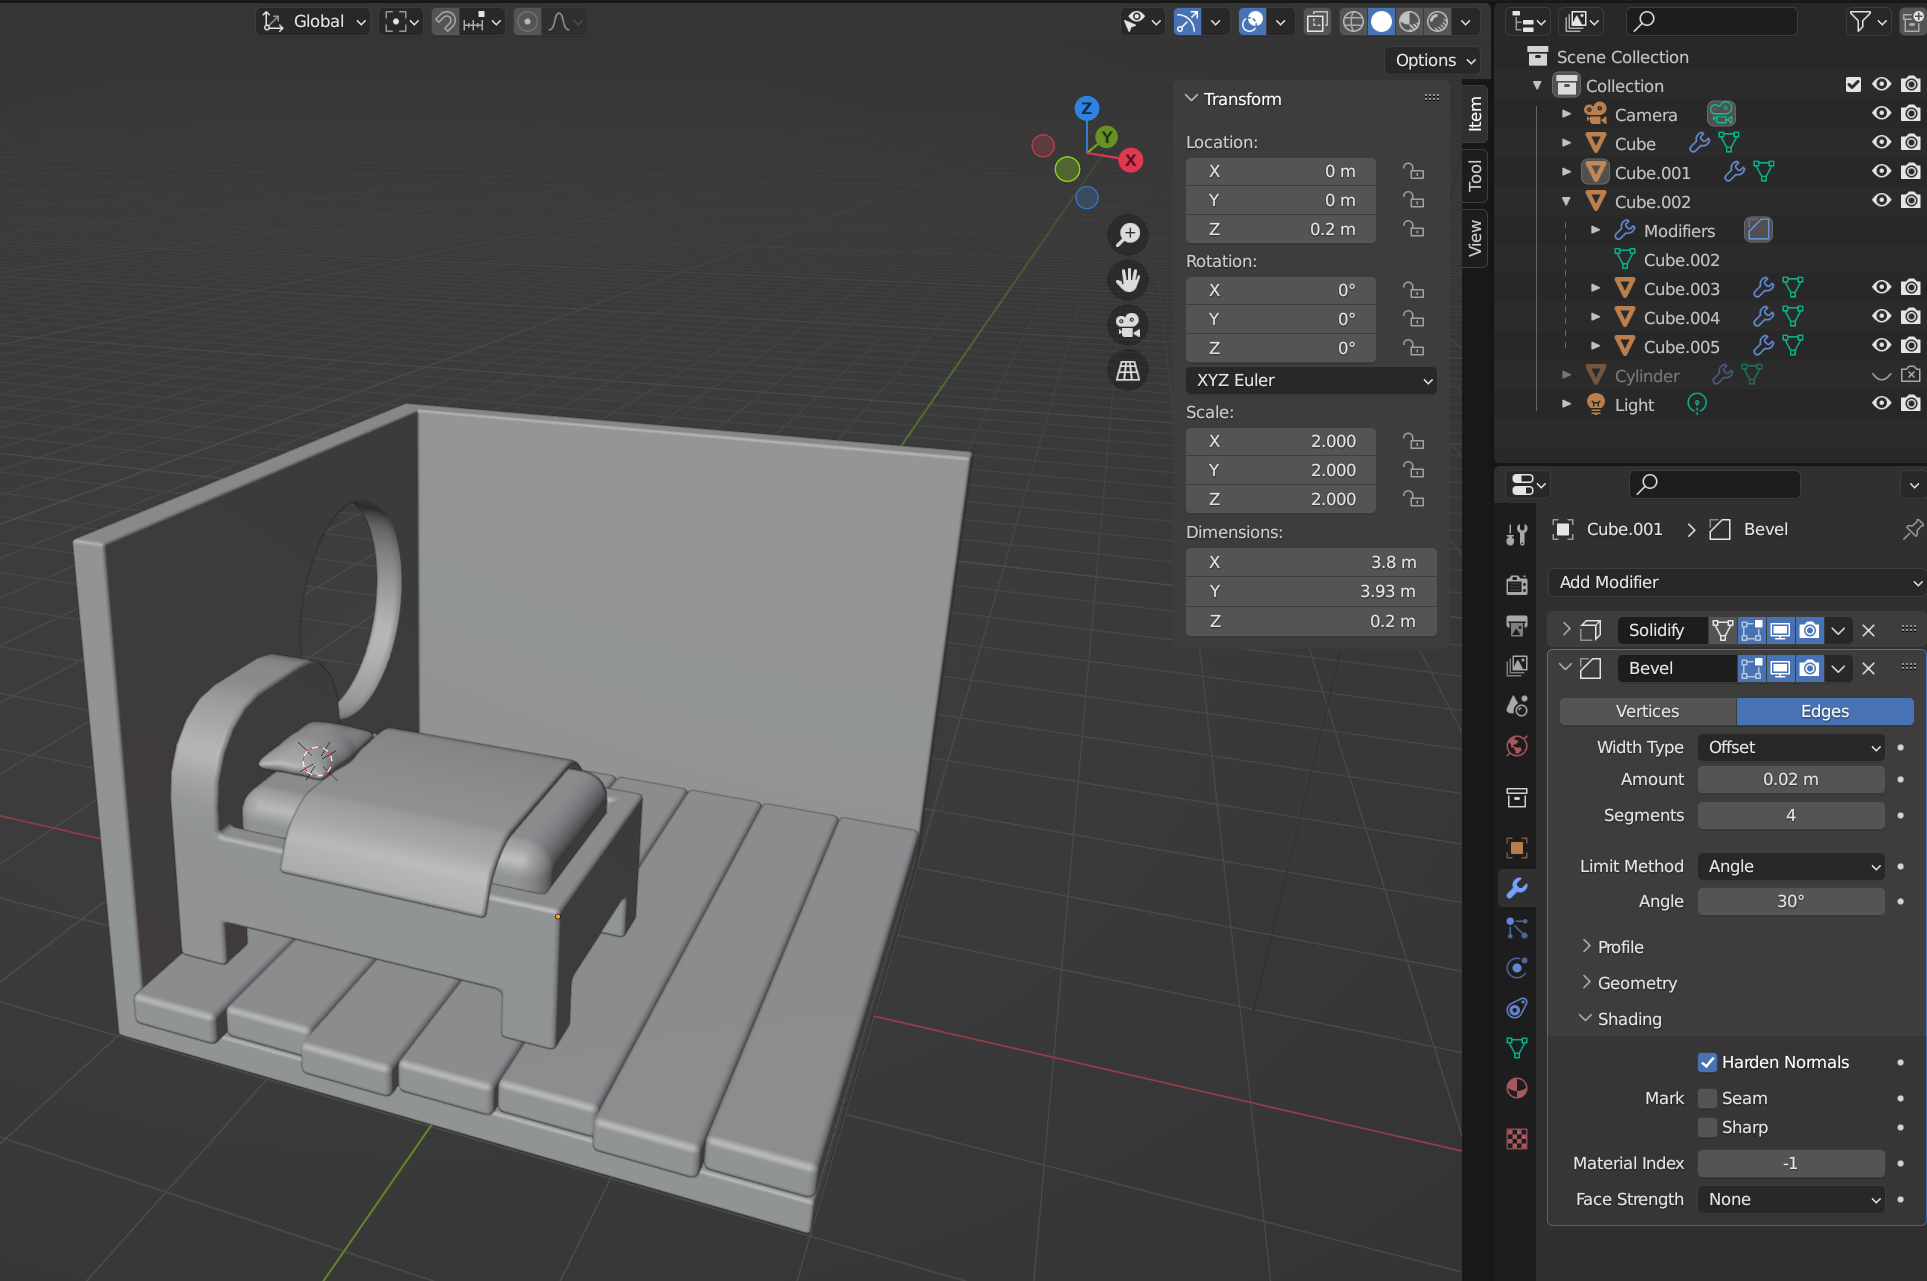 Global
Options
Z
Y
X
Item
Tool
View
Transform
Location:
X 0 m
Y 0 m
Z 0.2 m
Rotation:
X 0°
Y 0°
Z 0°
XYZ Euler
Scale:
X 2.000
Y 2.000
Z 2.000
Dimensions:
X 3.8 m
Y 3.93 m
Z 0.2 m
Scene Collection
Collection
Camera
Cube
Cube.001
Cube.002
Modifiers
Cube.002
Cube.003
Cube.004
Cube.005
Cylinder
Light
Cube.001 > Bevel
Add Modifier
Solidify
Bevel
Vertices Edges
Width Type Offset
Amount 0.02 m
Segments 4
Limit Method Angle
Angle 30°
Profile
Geometry
Shading
Harden Normals
Mark Seam
Sharp
Material Index -1
Face Strength None